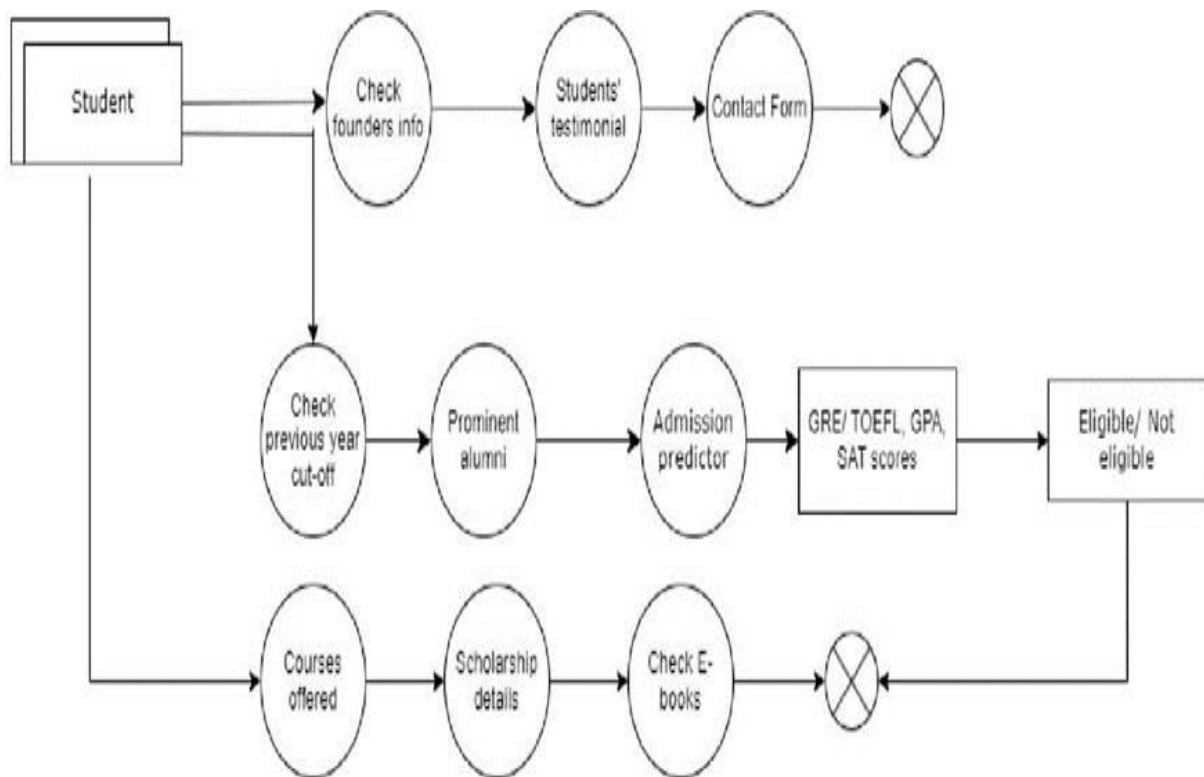 Student
Check
founders info
Students'
testimonial
Contact Form
Check
previous year
cut-off
Prominent
alumni
Admission
predictor
GRE/ TOEFL, GPA,
SAT scores
Eligible/ Not
eligible
Courses
offered
Scholarship
details
Check E-
books